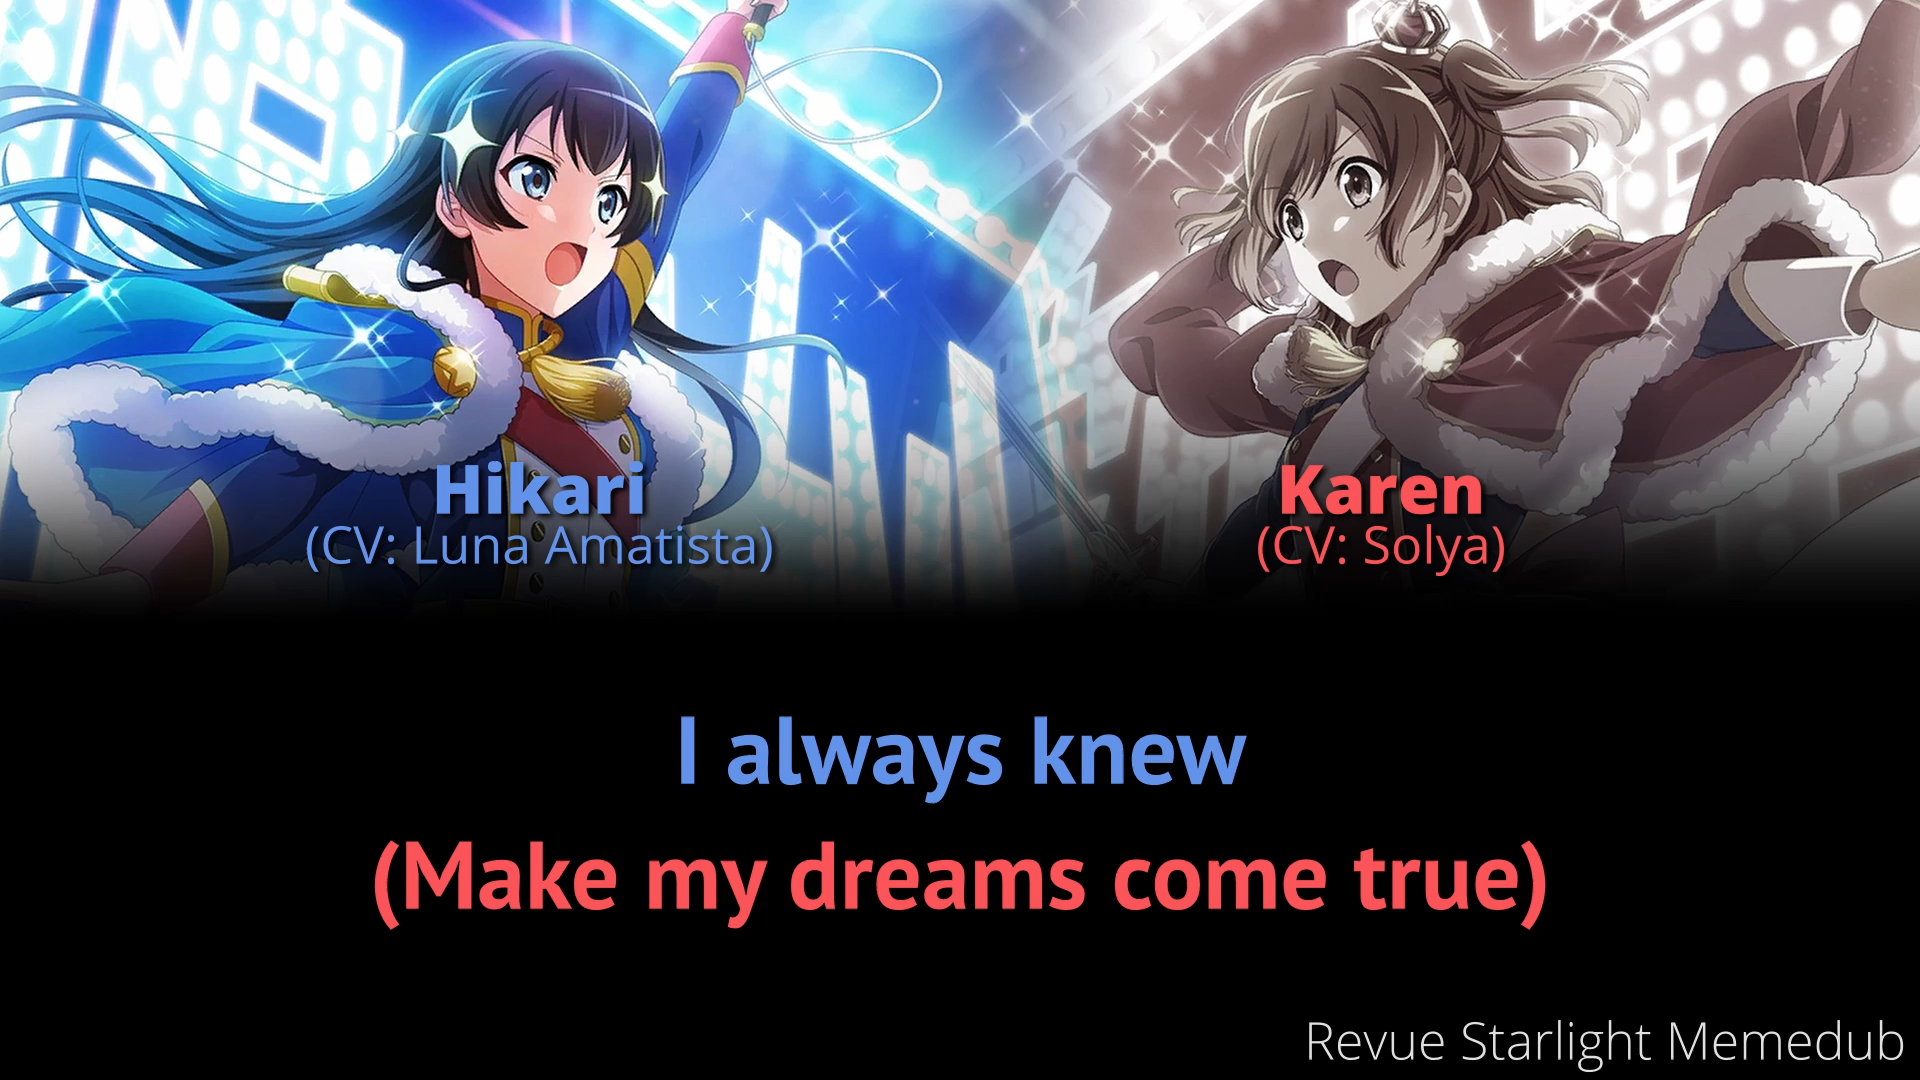 Hikari
(CV: Luna Amatista)
Karen
(CV: Solya)
I always knew
(Make my dreams come true)
Revue Starlight Memedub